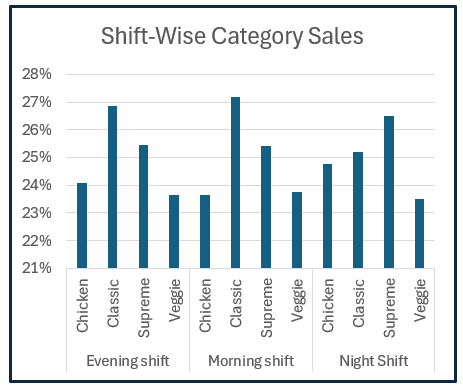 Shift-Wise Category Sales
28%
27%
26%
25%
24%
23%
22%
21%
Chicken
Classic
Supreme
Veggie
Chicken
Classic
Supreme
Veggie
Chicken
Classic
Supreme
Veggie
Evening shift
Morning shift
Night Shift